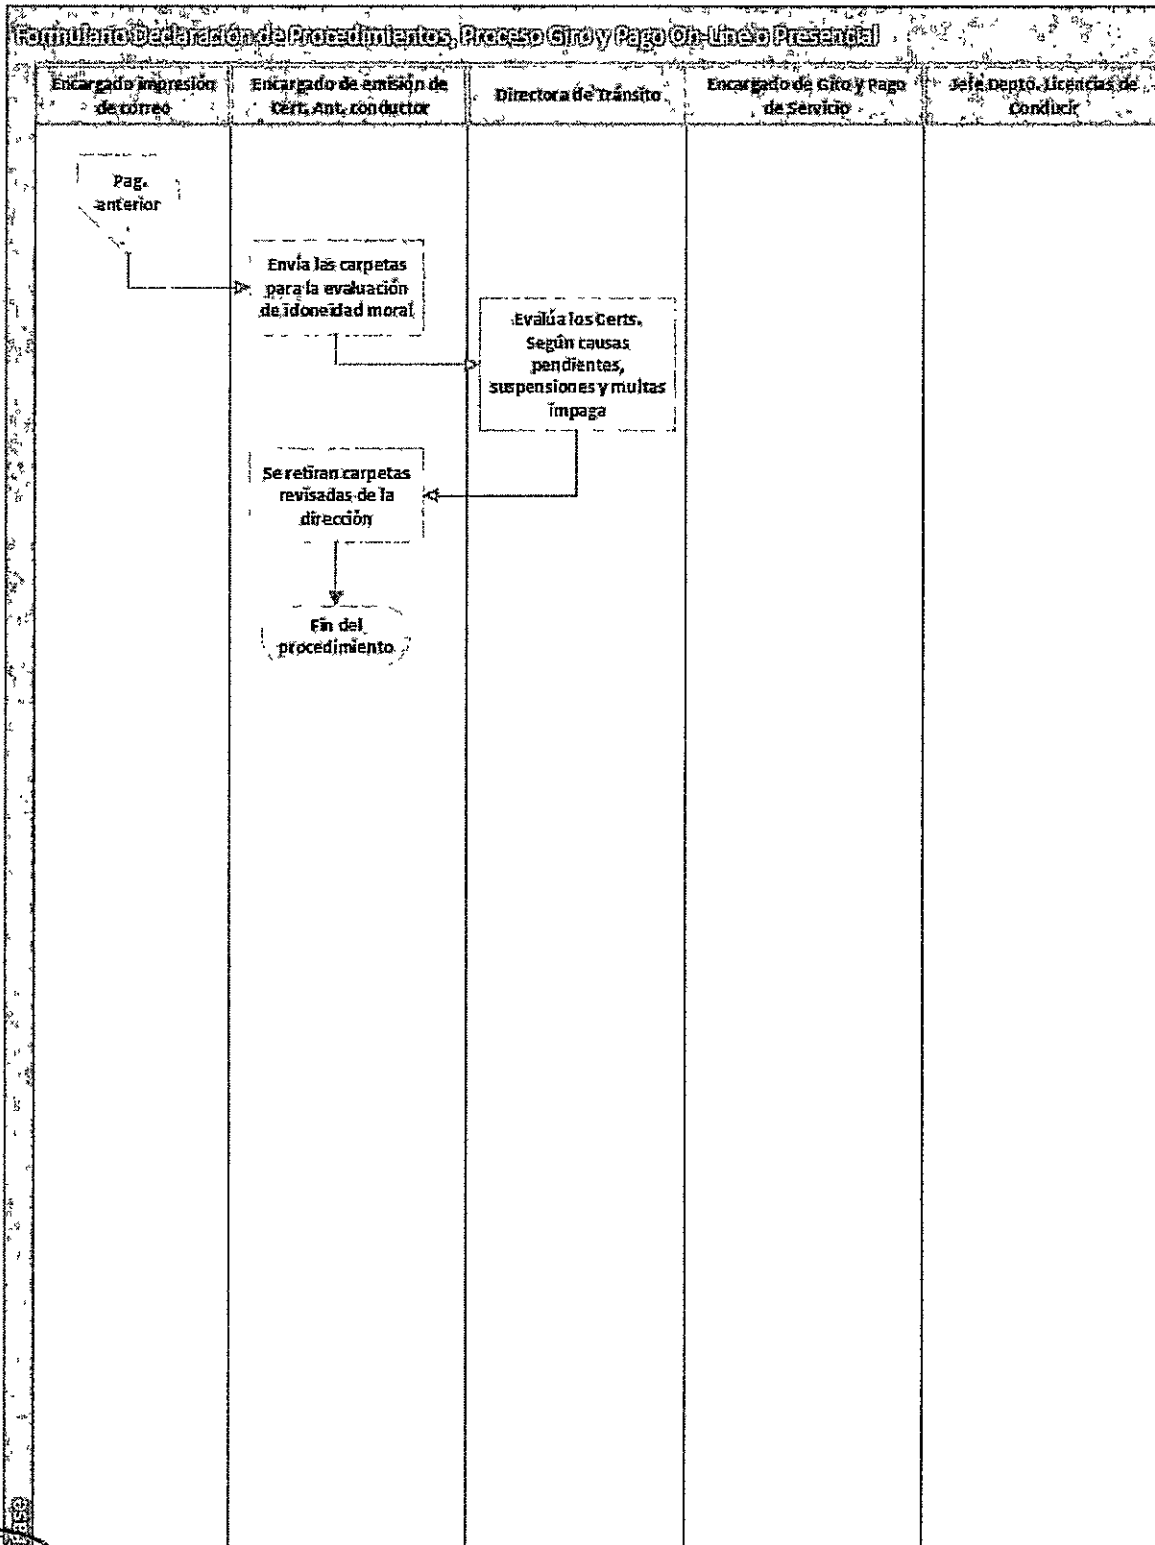 Formulario Declaración de Procedimientos, Proceso Giro y Pago On-Line o Presencial
Encargado impresión
de correo
Encargado de emisión de
Cert. Ant. conductor
Directora de Tránsito
Encargado de Giro y Pago
de Servicio
Jefe Depto. Licencias de
Conducir
Pag.
anterior
Envía las carpetas
para la evaluación
de idoneidad moral
Evalúa los Certs.
Según causas
pendientes,
suspensiones y multas
impaga
Se retiran carpetas
revisadas de la
dirección
Fin del
procedimiento
Fase